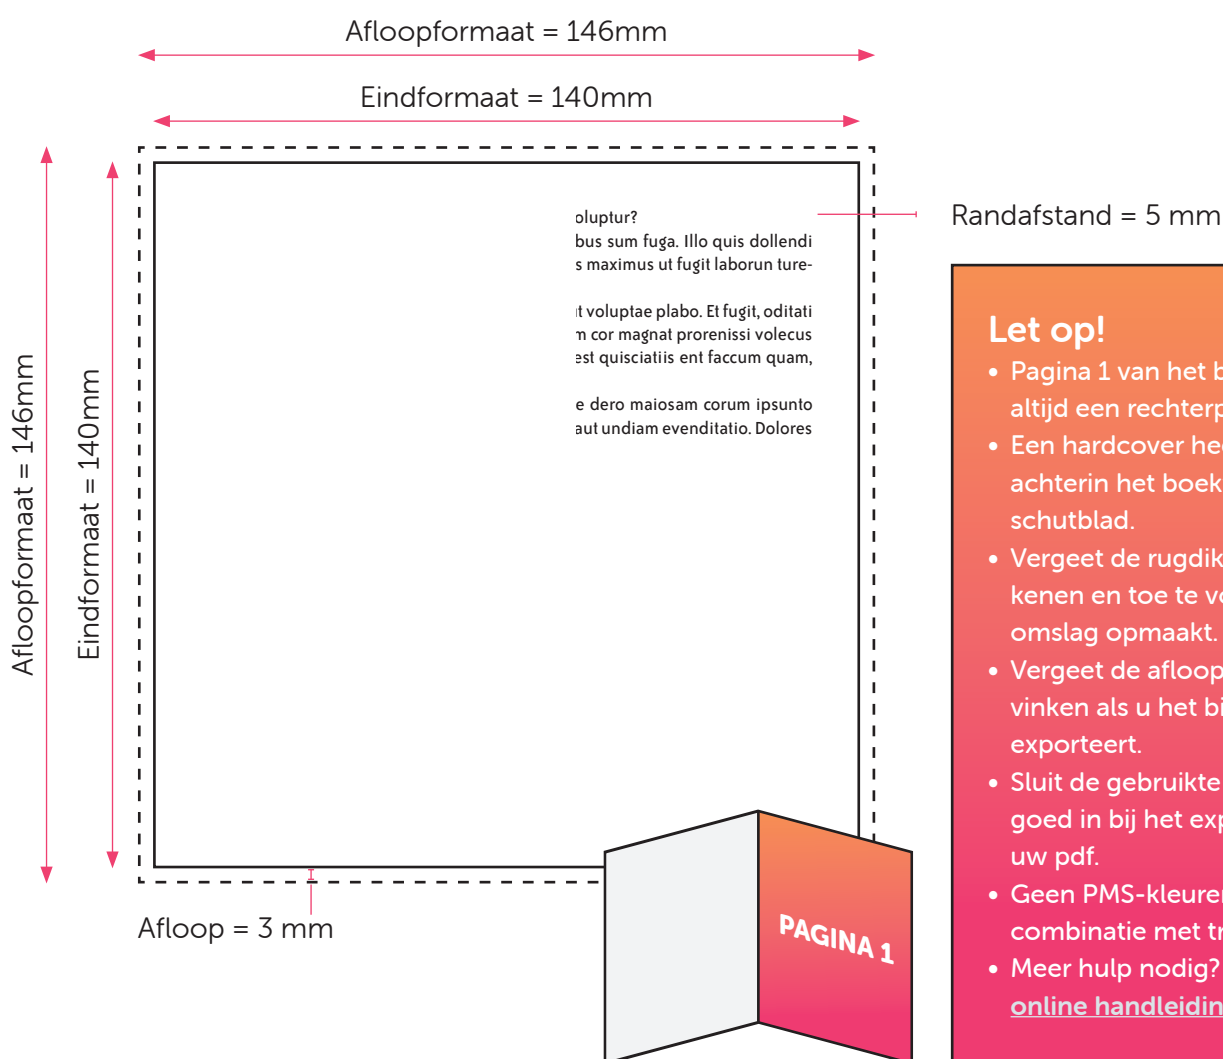 Afloopformaat = 146mm
Eindformaat = 140mm
Afloopformaat = 146mm
Eindformaat = 140mm
oluptur?
bus sum fuga. Illo quis dollendi
s maximus ut fugit laborun ture-
t voluptae plabo. Et fugit, oditati
m cor magnat prorenissi volecus
est quisciatiis ent faccum quam,
e dero maiosam corum ipsunto
aut undiam evenditatio. Dolores
Randafstand = 5 mm
Let op!
• Pagina 1 van het b
altijd een rechterp
• Een hardcover hee
achterin het boek
schutblad.
• Vergeet de rugdik
kenen en toe te vo
omslag opmaakt.
• Vergeet de afloop
vinken als u het bi
exporteert.
• Sluit de gebruikte
goed in bij het exp
uw pdf.
• Geen PMS-kleuren
combinatie met tr
• Meer hulp nodig?
online handleidin
Afloop = 3 mm
PAGINA 1